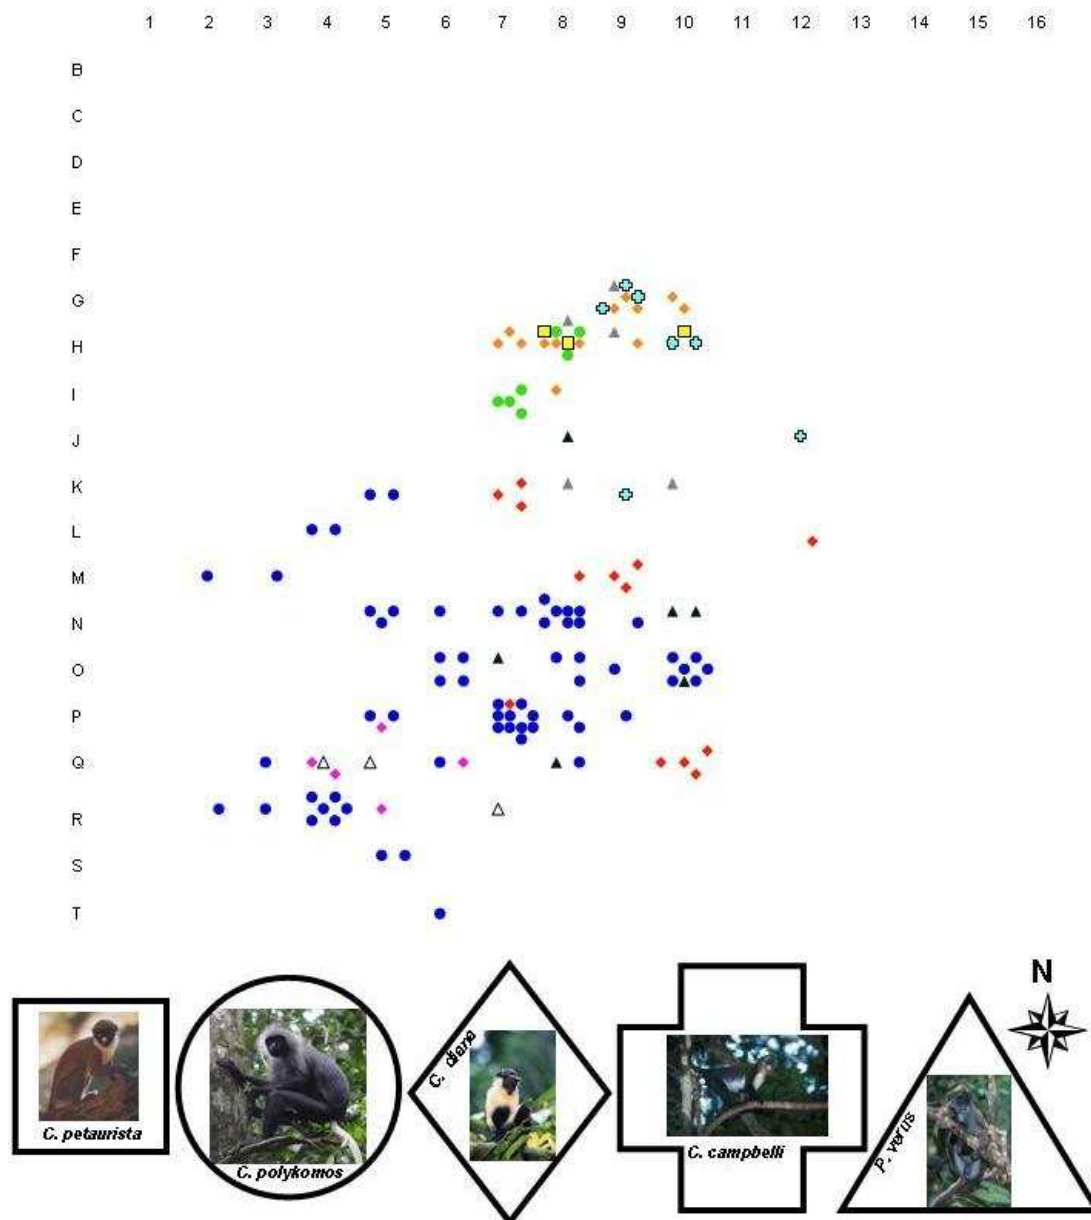 1 2 3 4 5 6 7 8 9 10 11 12 13 14 15 16
B
C
D
E
F
G
H
I
J
K
L
M
N
O
P
Q
R
S
T
N
C. petaurista
C. polykomos
C. diana
C. campbelli
P. verus